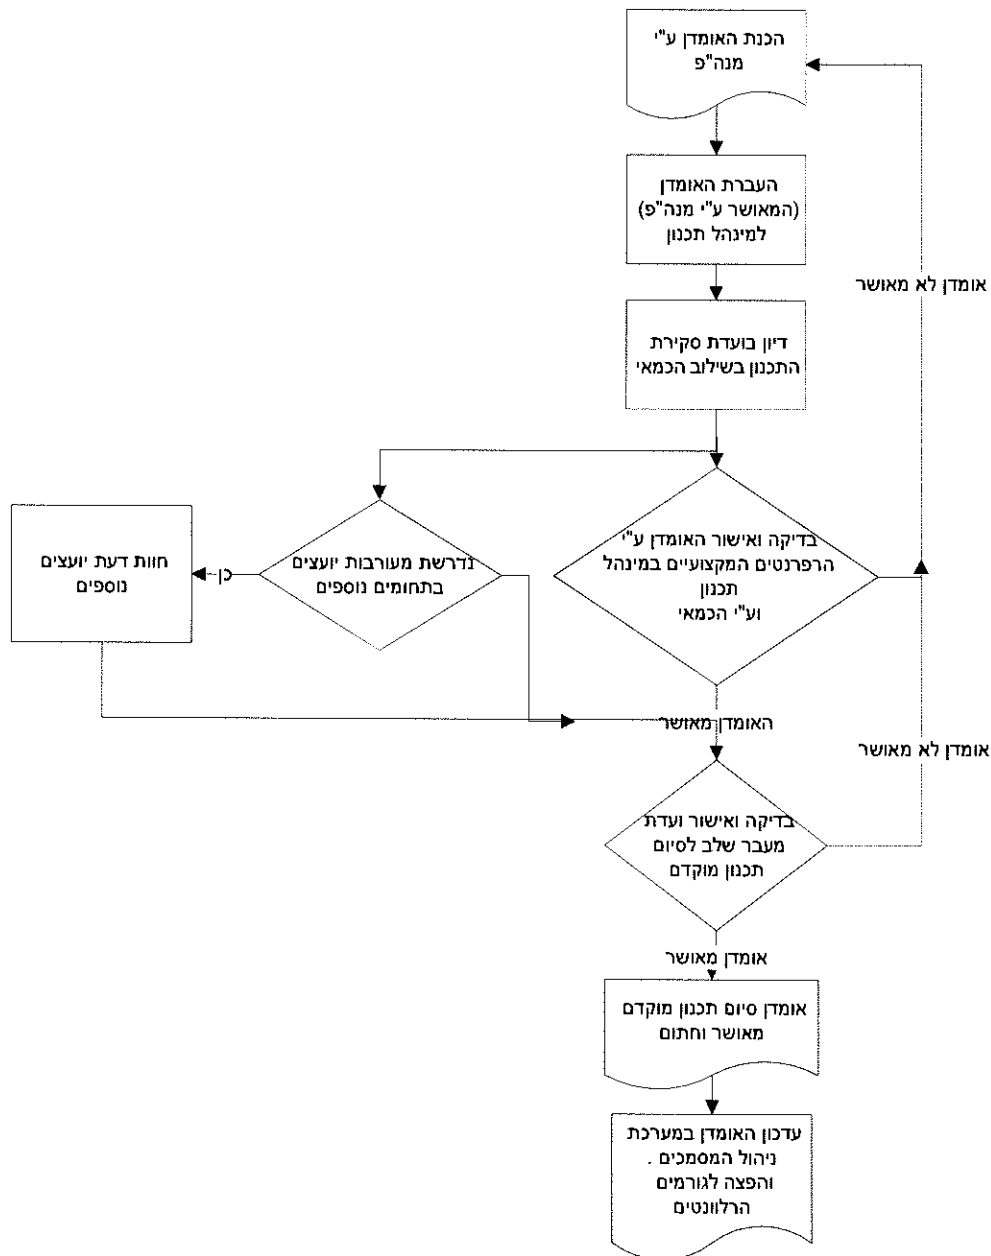 הכנת האומדן ע"י
מנה"פ
העברת האומדן
(המאושר ע"י מנה"פ)
למינהל תכנון
אומדן לא מאושר
דיון בועדת סקירת
התכנון בשילוב הכמאי
בדיקה ואישור האומדן ע"י
הרפרנטים המקצועיים במינהל
תכנון
וע"י הכמאי
נדרשת מעורבות יועצים
בתחומים נוספים
כן
חוות דעת יועצים
נוספים
האומדן מאושר
אומדן לא מאושר
בדיקה ואישור ועדת
מעבר שלב לסיום
תכנון מוקדם
אומדן מאושר
אומדן סיום תכנון מוקדם
מאושר וחתום
עדכון האומדן במערכת
ניהול המסמכים .
והפצה לגורמים
הרלוונטים